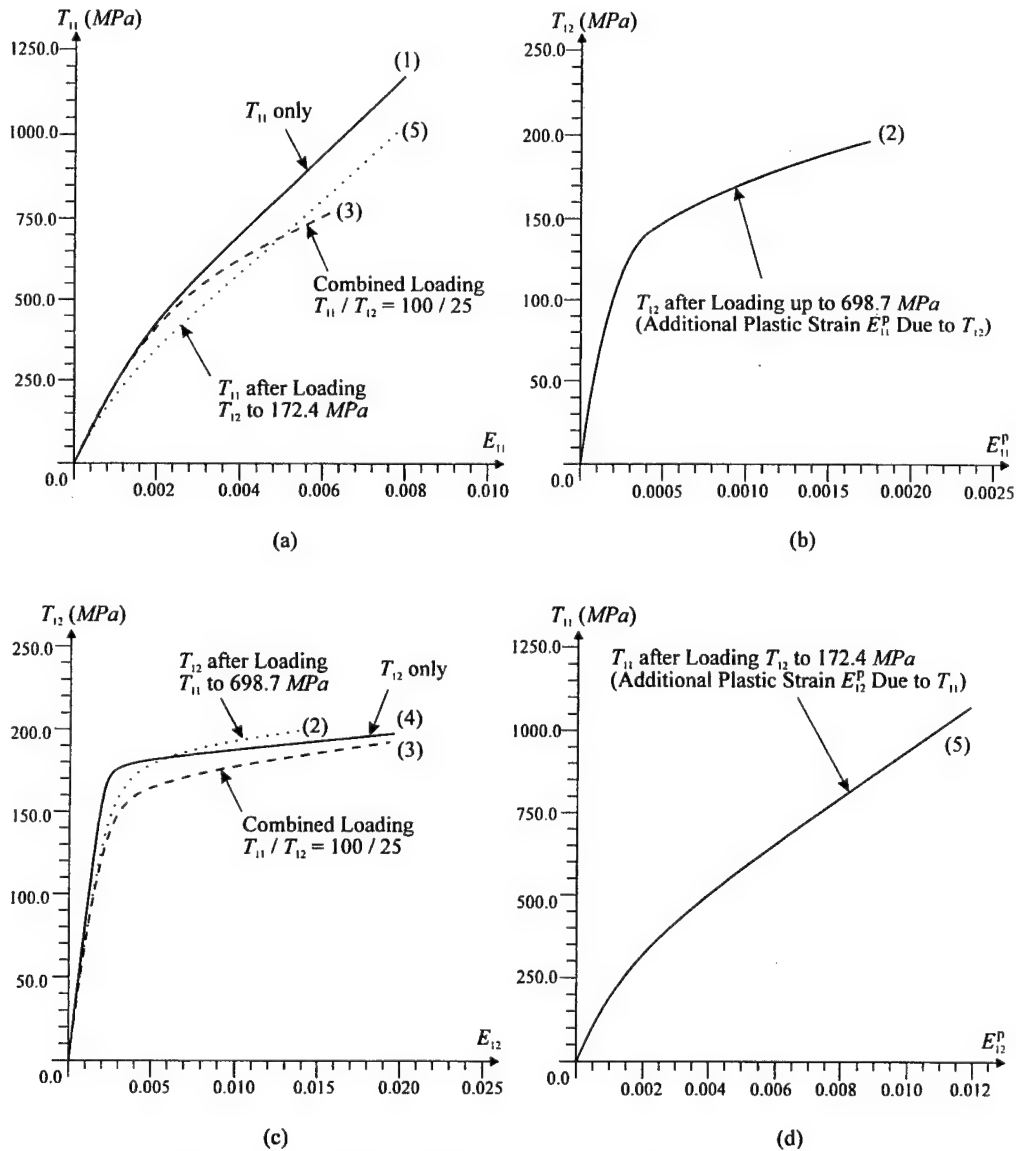 T₁₁ (MPa)
1250.0
1000.0
750.0
500.0
250.0
0.0
0.002
0.004
0.006
0.008
0.010
E₁₁
(1)
T₁₁ only
(5)
(3)
Combined Loading
T₁₁ / T₁₂ = 100 / 25
T₁₁ after Loading
T₁₂ to 172.4 MPa
(a)
T₁₂ (MPa)
250.0
200.0
150.0
100.0
50.0
0.0
0.0005
0.0010
0.0015
0.0020
0.0025
E₁₁ᵖ
(2)
T₁₂ after Loading up to 698.7 MPa
(Additional Plastic Strain E₁₁ᵖ Due to T₁₂)
(b)
T₁₂ (MPa)
250.0
200.0
150.0
100.0
50.0
0.0
0.005
0.010
0.015
0.020
0.025
E₁₂
T₁₂ after Loading
T₁₁ to 698.7 MPa
T₁₂ only
(2)
(4)
(3)
Combined Loading
T₁₁ / T₁₂ = 100 / 25
(c)
T₁₁ (MPa)
1250.0
1000.0
750.0
500.0
250.0
0.0
0.002
0.004
0.006
0.008
0.010
0.012
E₁₂ᵖ
T₁₁ after Loading T₁₂ to 172.4 MPa
(Additional Plastic Strain E₁₂ᵖ Due to T₁₁)
(5)
(d)